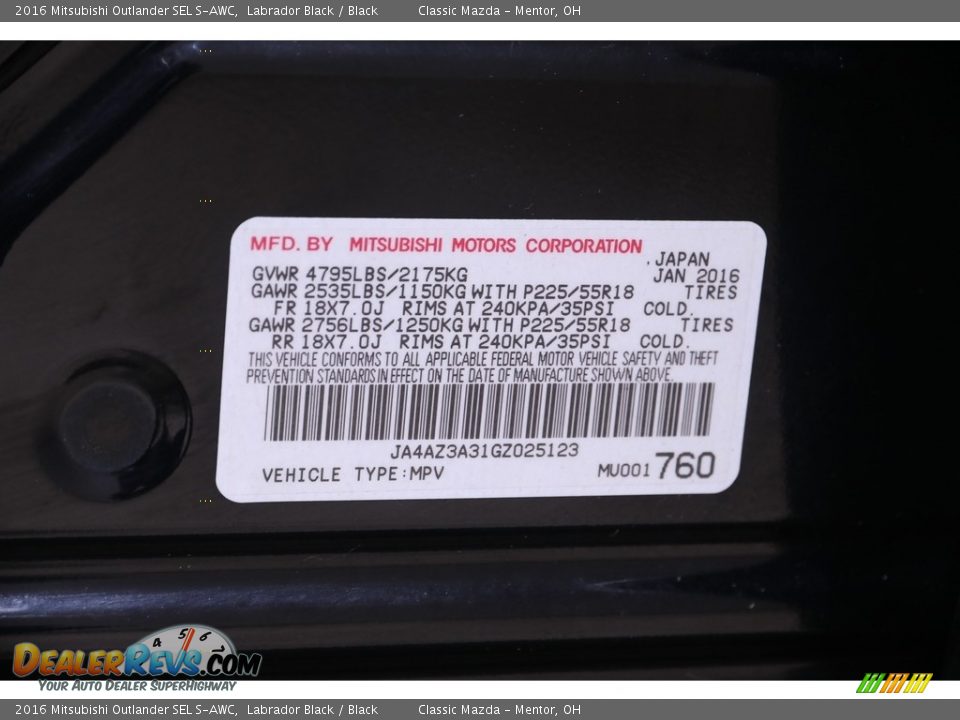 2016 Mitsubishi Outlander SEL S-AWC, Labrador Black / Black Classic Mazda - Mentor, OH
MFD. BY MITSUBISHI MOTORS CORPORATION
, JAPAN
GVWR 4795LBS/2175KG JAN 2016
GAWR 2535LBS/1150KG WITH P225/55R18 TIRES
FR 18X7.0J RIMS AT 240KPA/35PSI COLD.
GAWR 2756LBS/1250KG WITH P225/55R18 TIRES
RR 18X7.0J RIMS AT 240KPA/35PSI COLD.
THIS VEHICLE CONFORMS TO ALL APPLICABLE FEDERAL MOTOR VEHICLE SAFETY AND THEFT
PREVENTION STANDARDS IN EFFECT ON THE DATE OF MANUFACTURE SHOWN ABOVE.
JA4AZ3A31GZ025123
VEHICLE TYPE:MPV MU001 760
4 5 6
DEALERREVS.COM
YOUR AUTO DEALER SUPERHIGHWAY
2016 Mitsubishi Outlander SEL S-AWC, Labrador Black / Black Classic Mazda - Mentor, OH